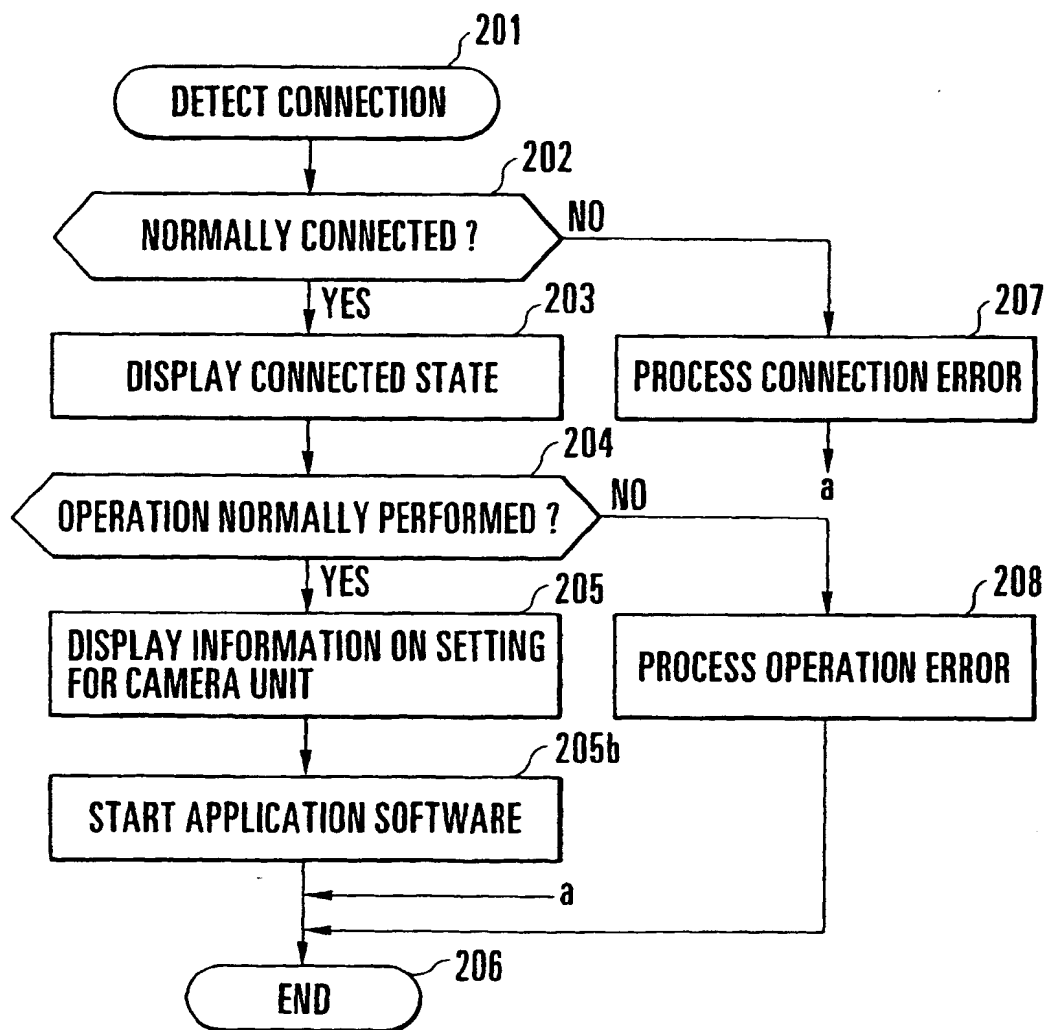 201
DETECT CONNECTION
202
NORMALLY CONNECTED ?
NO
YES
203
207
DISPLAY CONNECTED STATE
PROCESS CONNECTION ERROR
204
a
OPERATION NORMALLY PERFORMED ?
NO
YES
205
208
DISPLAY INFORMATION ON SETTING
FOR CAMERA UNIT
PROCESS OPERATION ERROR
205b
START APPLICATION SOFTWARE
a
206
END